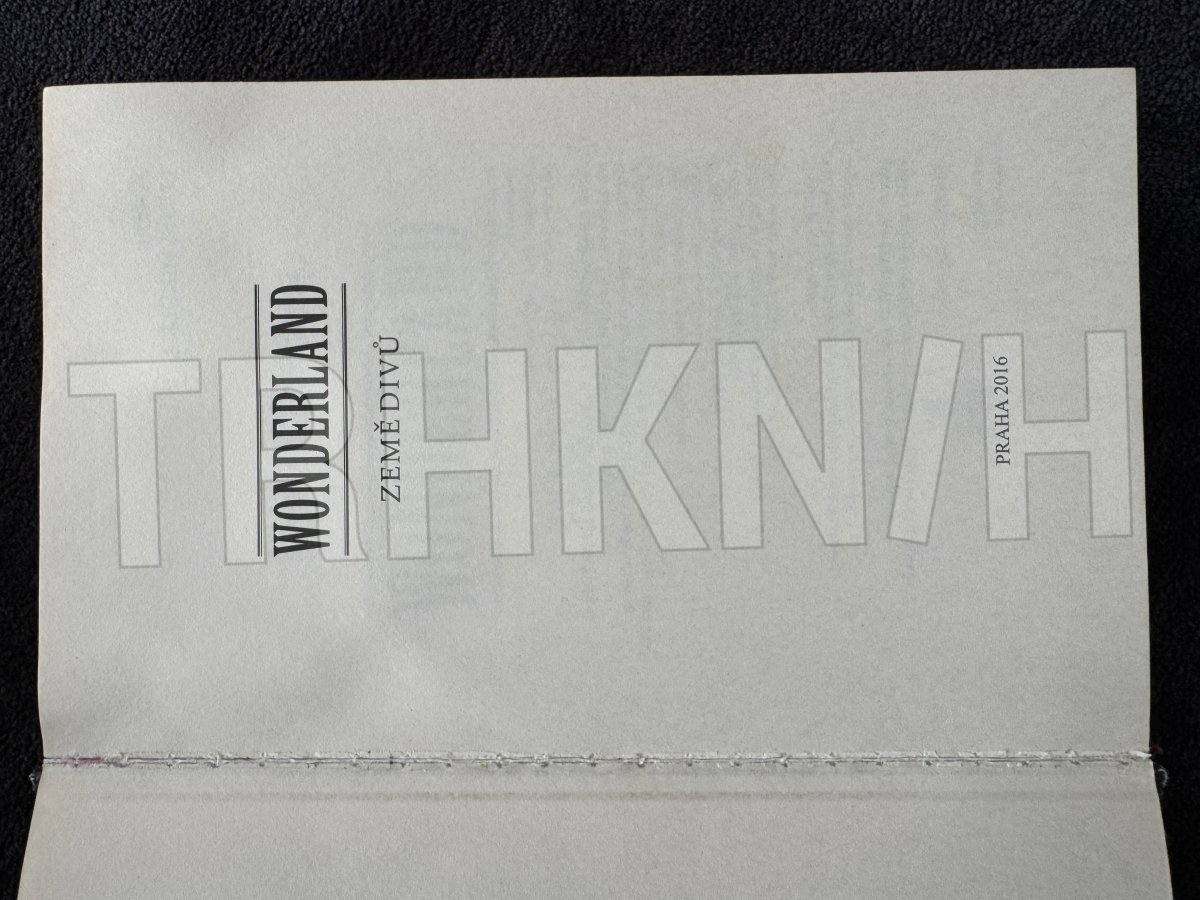 WONDERLAND
ZEMĚ DIVŮ
PRAHA 2016
TRHKNIH